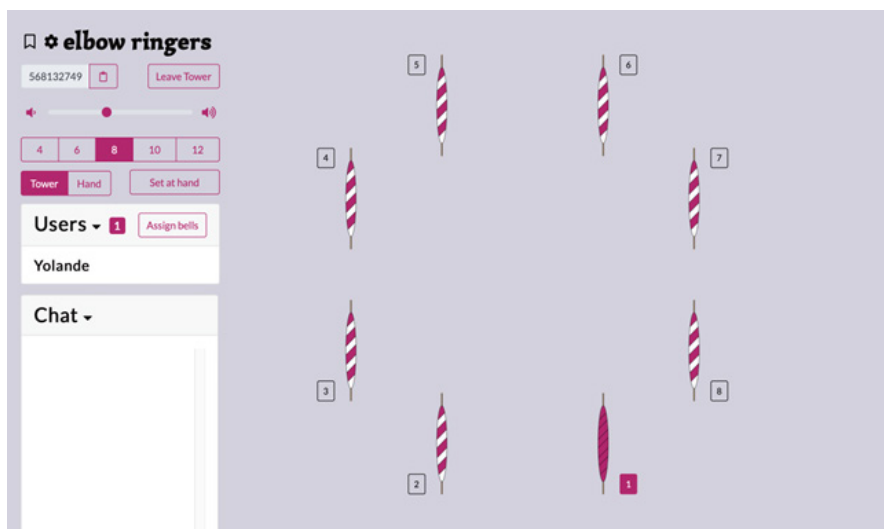 elbow ringers
568132749
Leave Tower
4 6 8 10 12
Tower Hand Set at hand
Users 1 Assign bells
Yolande
Chat
5 6
4 7
3 8
2 1